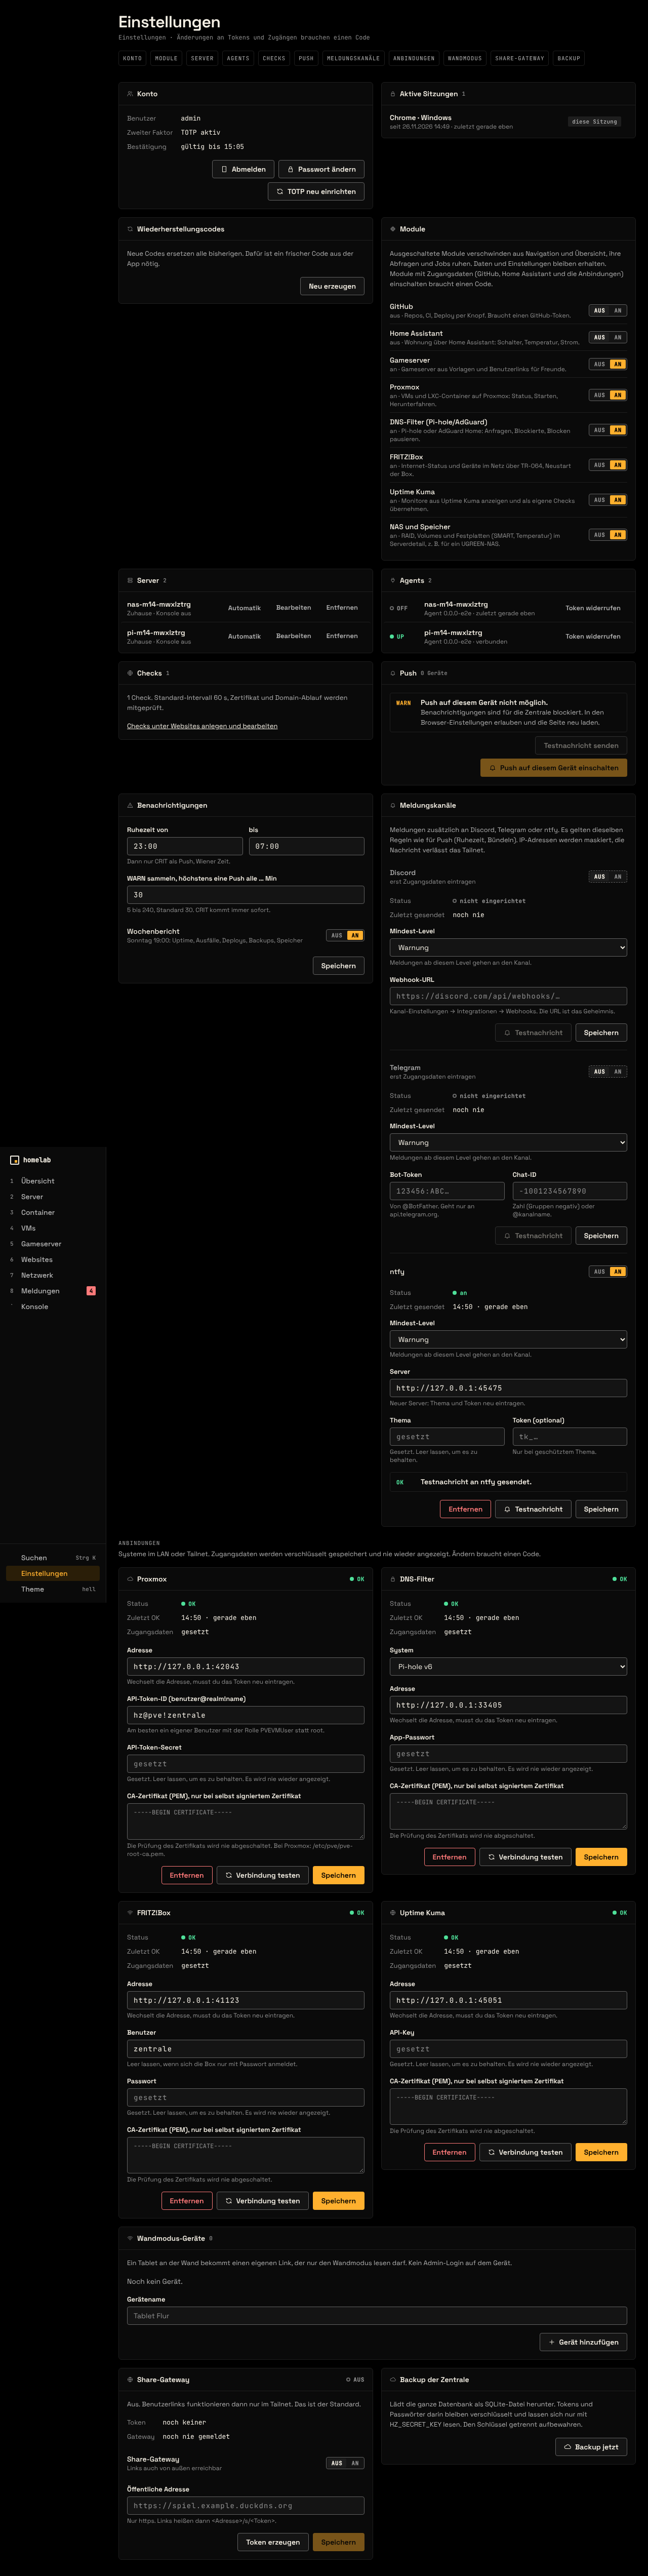 Einstellungen
Einstellungen · Änderungen an Tokens und Zugängen brauchen einen Code
KONTO MODULE SERVER AGENTS CHECKS PUSH MELDUNGSKANÄLE ANBINDUNGEN WANDMODUS SHARE-GATEWAY BACKUP
Konto
Benutzer admin
Zweiter Faktor TOTP aktiv
Bestätigung gültig bis 15:05
Abmelden
Passwort ändern
TOTP neu einrichten
Aktive Sitzungen 1
Chrome · Windows
seit 26.11.2026 14:49 · zuletzt gerade eben
diese Sitzung
Wiederherstellungscodes
Neue Codes ersetzen alle bisherigen. Dafür ist ein frischer Code aus der
App nötig.
Neu erzeugen
Module
Ausgeschaltete Module verschwinden aus Navigation und Übersicht, ihre
Abfragen und Jobs ruhen. Daten und Einstellungen bleiben erhalten.
Module mit Zugangsdaten (GitHub, Home Assistant und die Anbindungen)
einschalten braucht einen Code.
GitHub
aus · Repos, CI, Deploy per Knopf. Braucht einen GitHub-Token.
AUS AN
Home Assistant
aus · Wohnung über Home Assistant: Schalter, Temperatur, Strom.
AUS AN
Gameserver
an · Gameserver aus Vorlagen und Benutzerlinks für Freunde.
AUS AN
Proxmox
an · VMs und LXC-Container auf Proxmox: Status, Starten,
Herunterfahren.
AUS AN
DNS-Filter (Pi-hole/AdGuard)
an · Pi-hole oder AdGuard Home: Anfragen, Blockierte, Blocken
pausieren.
AUS AN
FRITZ!Box
an · Internet-Status und Geräte im Netz über TR-064, Neustart
der Box.
AUS AN
Uptime Kuma
an · Monitore aus Uptime Kuma anzeigen und als eigene Checks
übernehmen.
AUS AN
NAS und Speicher
an · RAID, Volumes und Festplatten (SMART, Temperatur) im
Serverdetail, z. B. für ein UGREEN-NAS.
AUS AN
Server 2
nas-m14-mwxlztrg
Zuhause · Konsole aus
Automatik Bearbeiten Entfernen
pi-m14-mwxlztrg
Zuhause · Konsole aus
Automatik Bearbeiten Entfernen
Agents 2
OFF
nas-m14-mwxlztrg
Agent 0.0.0-e2e · zuletzt gerade eben
Token widerrufen
UP
pi-m14-mwxlztrg
Agent 0.0.0-e2e · verbunden
Token widerrufen
Checks 1
1 Check. Standard-Intervall 60 s, Zertifikat und Domain-Ablauf werden
mitgeprüft.
Checks unter Websites anlegen und bearbeiten
Push 0 Geräte
WARN
Push auf diesem Gerät nicht möglich.
Benachrichtigungen sind für die Zentrale blockiert. In den
Browser-Einstellungen erlauben und die Seite neu laden.
Testnachricht senden
Push auf diesem Gerät einschalten
Benachrichtigungen
Ruhezeit von bis
23:00 07:00
Dann nur CRIT als Push, Wiener Zeit.
WARN sammeln, höchstens eine Push alle … Min
30
5 bis 240, Standard 30. CRIT kommt immer sofort.
Wochenbericht
Sonntag 19:00: Uptime, Ausfälle, Deploys, Backups, Speicher
AUS AN
Speichern
Meldungskanäle
Meldungen zusätzlich an Discord, Telegram oder ntfy. Es gelten dieselben
Regeln wie für Push (Ruhezeit, Bündeln). IP-Adressen werden maskiert, die
Nachricht verlässt das Tailnet.
Discord
erst Zugangsdaten eintragen
AUS AN
Status nicht eingerichtet
Zuletzt gesendet noch nie
Mindest-Level
Warnung
Meldungen ab diesem Level gehen an den Kanal.
Webhook-URL
https://discord.com/api/webhooks/…
Kanal-Einstellungen → Integrationen → Webhooks. Die URL ist das Geheimnis.
Testnachricht
Speichern
Telegram
erst Zugangsdaten eintragen
AUS AN
Status nicht eingerichtet
Zuletzt gesendet noch nie
Mindest-Level
Warnung
Meldungen ab diesem Level gehen an den Kanal.
Bot-Token Chat-ID
123456:ABC… -1001234567890
Von @BotFather. Geht nur an
api.telegram.org.
Zahl (Gruppen negativ) oder
@kanalname.
Testnachricht
Speichern
ntfy
AUS AN
Status an
Zuletzt gesendet 14:50 · gerade eben
Mindest-Level
Warnung
Meldungen ab diesem Level gehen an den Kanal.
Server
http://127.0.0.1:45475
Neuer Server: Thema und Token neu eintragen.
Thema Token (optional)
gesetzt tk_…
Gesetzt. Leer lassen, um es zu
behalten.
Nur bei geschütztem Thema.
OK Testnachricht an ntfy gesendet.
Entfernen
Testnachricht
Speichern
homelab
1 Übersicht
2 Server
3 Container
4 VMs
5 Gameserver
6 Websites
7 Netzwerk
8 Meldungen 4
` Konsole
Suchen Strg K
Einstellungen
Theme hell
ANBINDUNGEN
Systeme im LAN oder Tailnet. Zugangsdaten werden verschlüsselt gespeichert und nie wieder angezeigt. Ändern braucht einen Code.
Proxmox OK
Status OK
Zuletzt OK 14:50 · gerade eben
Zugangsdaten gesetzt
Adresse
http://127.0.0.1:42043
Wechselt die Adresse, musst du das Token neu eintragen.
API-Token-ID (benutzer@realm!name)
hz@pve!zentrale
Am besten ein eigener Benutzer mit der Rolle PVEVMUser statt root.
API-Token-Secret
gesetzt
Gesetzt. Leer lassen, um es zu behalten. Es wird nie wieder angezeigt.
CA-Zertifikat (PEM), nur bei selbst signiertem Zertifikat
-----BEGIN CERTIFICATE-----
Die Prüfung des Zertifikats wird nie abgeschaltet. Bei Proxmox: /etc/pve/pve-
root-ca.pem.
Entfernen
Verbindung testen
Speichern
DNS-Filter OK
Status OK
Zuletzt OK 14:50 · gerade eben
Zugangsdaten gesetzt
System
Pi-hole v6
Adresse
http://127.0.0.1:33405
Wechselt die Adresse, musst du das Token neu eintragen.
App-Passwort
gesetzt
Gesetzt. Leer lassen, um es zu behalten. Es wird nie wieder angezeigt.
CA-Zertifikat (PEM), nur bei selbst signiertem Zertifikat
-----BEGIN CERTIFICATE-----
Die Prüfung des Zertifikats wird nie abgeschaltet.
Entfernen
Verbindung testen
Speichern
FRITZ!Box OK
Status OK
Zuletzt OK 14:50 · gerade eben
Zugangsdaten gesetzt
Adresse
http://127.0.0.1:41123
Wechselt die Adresse, musst du das Token neu eintragen.
Benutzer
zentrale
Leer lassen, wenn sich die Box nur mit Passwort anmeldet.
Passwort
gesetzt
Gesetzt. Leer lassen, um es zu behalten. Es wird nie wieder angezeigt.
CA-Zertifikat (PEM), nur bei selbst signiertem Zertifikat
-----BEGIN CERTIFICATE-----
Die Prüfung des Zertifikats wird nie abgeschaltet.
Entfernen
Verbindung testen
Speichern
Uptime Kuma OK
Status OK
Zuletzt OK 14:50 · gerade eben
Zugangsdaten gesetzt
Adresse
http://127.0.0.1:45051
Wechselt die Adresse, musst du das Token neu eintragen.
API-Key
gesetzt
Gesetzt. Leer lassen, um es zu behalten. Es wird nie wieder angezeigt.
CA-Zertifikat (PEM), nur bei selbst signiertem Zertifikat
-----BEGIN CERTIFICATE-----
Die Prüfung des Zertifikats wird nie abgeschaltet.
Entfernen
Verbindung testen
Speichern
Wandmodus-Geräte 0
Ein Tablet an der Wand bekommt einen eigenen Link, der nur den Wandmodus lesen darf. Kein Admin-Login auf dem Gerät.
Noch kein Gerät.
Gerätename
Tablet Flur
Gerät hinzufügen
Share-Gateway AUS
Aus. Benutzerlinks funktionieren dann nur im Tailnet. Das ist der Standard.
Token noch keiner
Gateway noch nie gemeldet
Share-Gateway
Links auch von außen erreichbar
AUS AN
Öffentliche Adresse
https://spiel.example.duckdns.org
Nur https. Links heißen dann <Adresse>/s/<Token>.
Token erzeugen
Speichern
Backup der Zentrale
Lädt die ganze Datenbank als SQLite-Datei herunter. Tokens und
Passwörter darin bleiben verschlüsselt und lassen sich nur mit
HZ_SECRET_KEY lesen. Den Schlüssel getrennt aufbewahren.
Backup jetzt